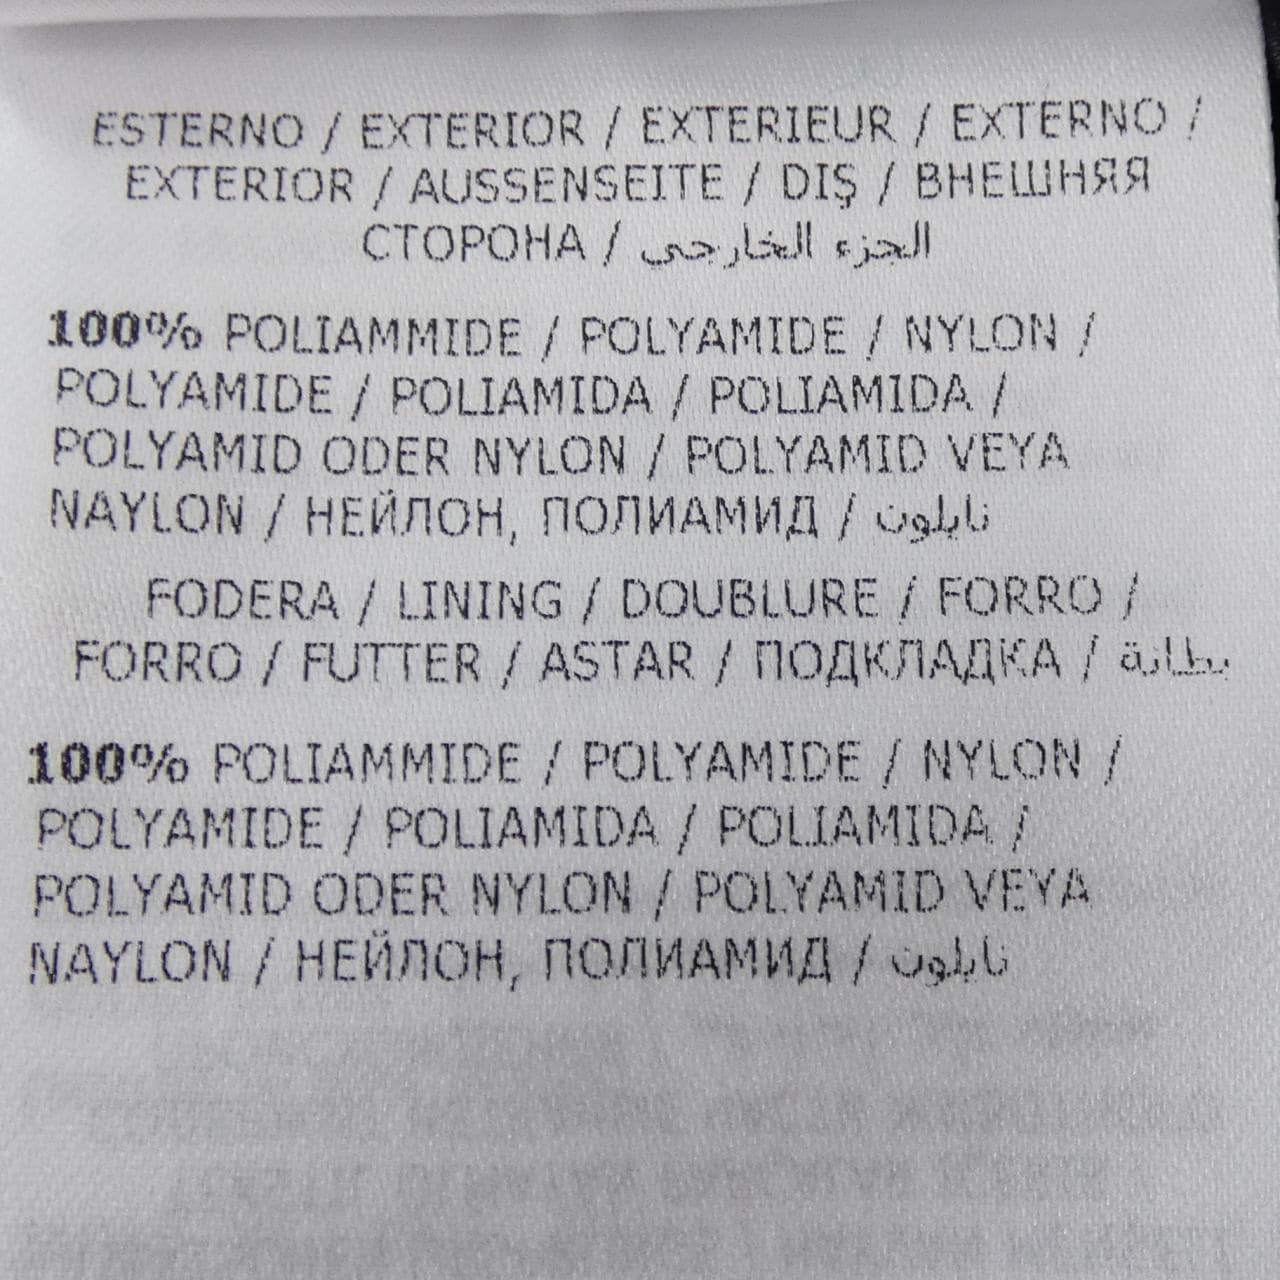 ESTERNO / EXTERIOR / EXTERIEUR / EXTERNO /
EXTERIOR / AUSSENSEITE / DIŞ / ВНЕШНЯЯ
СТОРОНА / الجزء الخارجي
100% POLIAMMIDE / POLYAMIDE / NYLON /
POLYAMIDE / POLIAMIDA / POLIAMIDA /
POLYAMID ODER NYLON / POLYAMID VEYA
NAYLON / НЕЙЛОН, ПОЛИАМИД / نايلون
FODERA / LINING / DOUBLURE / FORRO /
FORRO / FUTTER / ASTAR / ПОДКЛАДКА / بطانة
100% POLIAMMIDE / POLYAMIDE / NYLON /
POLYAMIDE / POLIAMIDA / POLIAMIDA /
POLYAMID ODER NYLON / POLYAMID VEYA
NAYLON / НЕЙЛОН, ПОЛИАМИД / نايلون